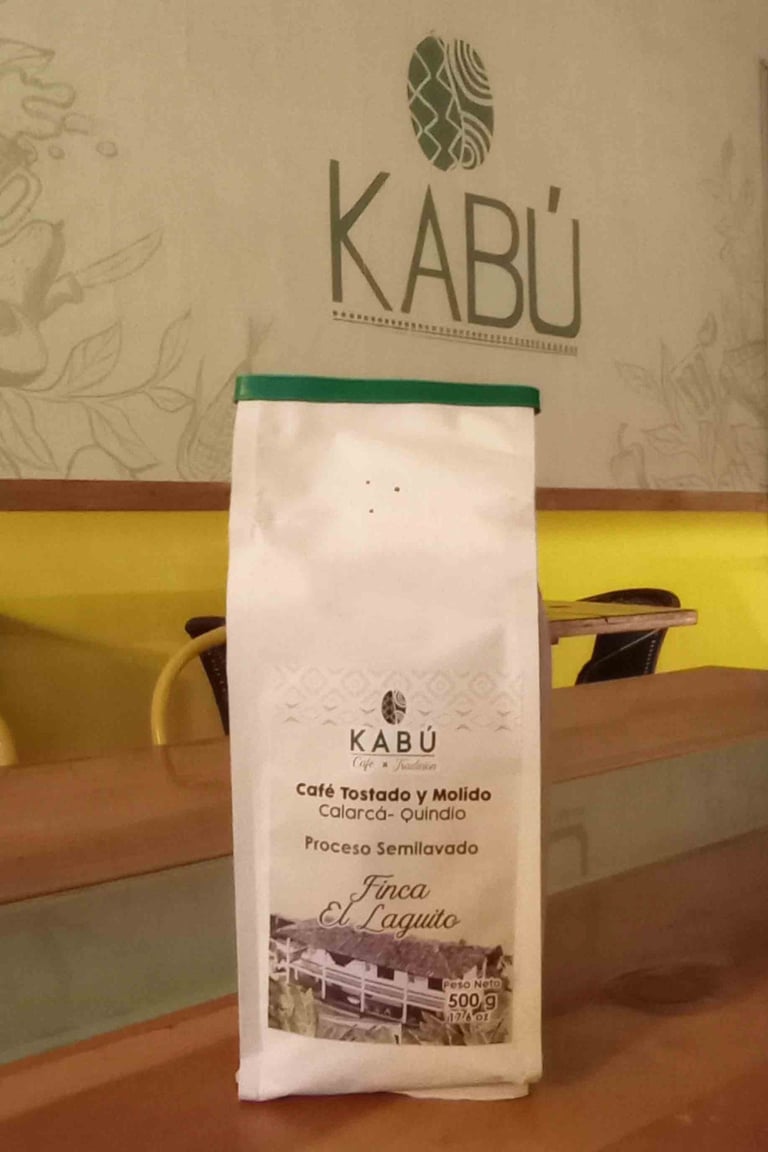 KABÚ
KABÚ
Café × Tradición
Café Tostado y Molido
Calarcá- Quindío
Proceso Semilavado
Finca
El Laguito
Peso Neto
500 g
17.6 oz